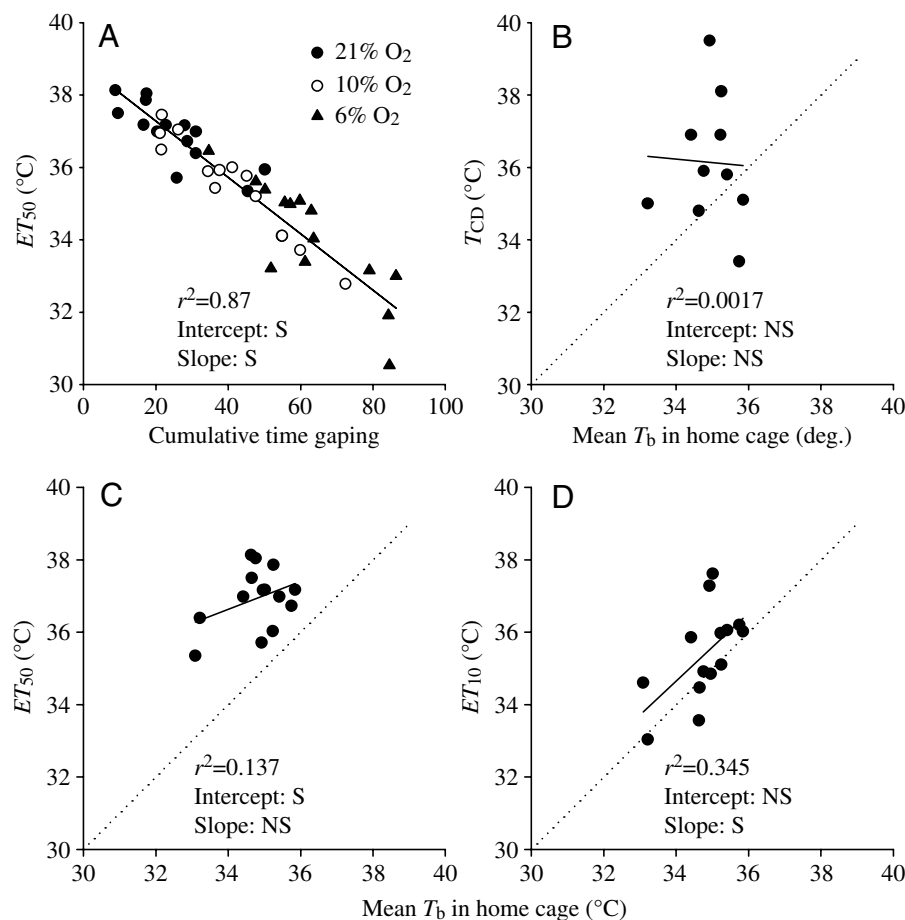 A
21% O2
10% O2
6% O2
ET50 (°C)
40
38
36
34
32
30
r2=0.87
Intercept: S
Slope: S
0 20 40 60 80 100
Cumulative time gaping
B
TCD (°C)
40
38
36
34
32
30
r2=0.0017
Intercept: NS
Slope: NS
30 32 34 36 38 40
Mean Tb in home cage (deg.)
C
ET50 (°C)
40
38
36
34
32
30
r2=0.137
Intercept: S
Slope: NS
30 32 34 36 38 40
D
ET10 (°C)
40
38
36
34
32
30
r2=0.345
Intercept: NS
Slope: S
30 32 34 36 38 40
Mean Tb in home cage (°C)